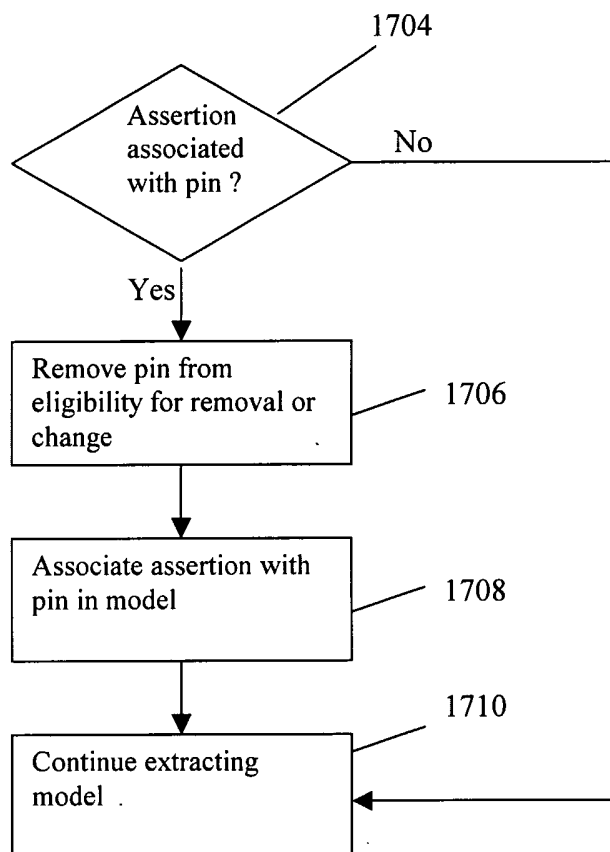 1704
Assertion
associated
with pin ?
No
Yes
Remove pin from
eligibility for removal or
change
1706
Associate assertion with
pin in model
1708
1710
Continue extracting
model